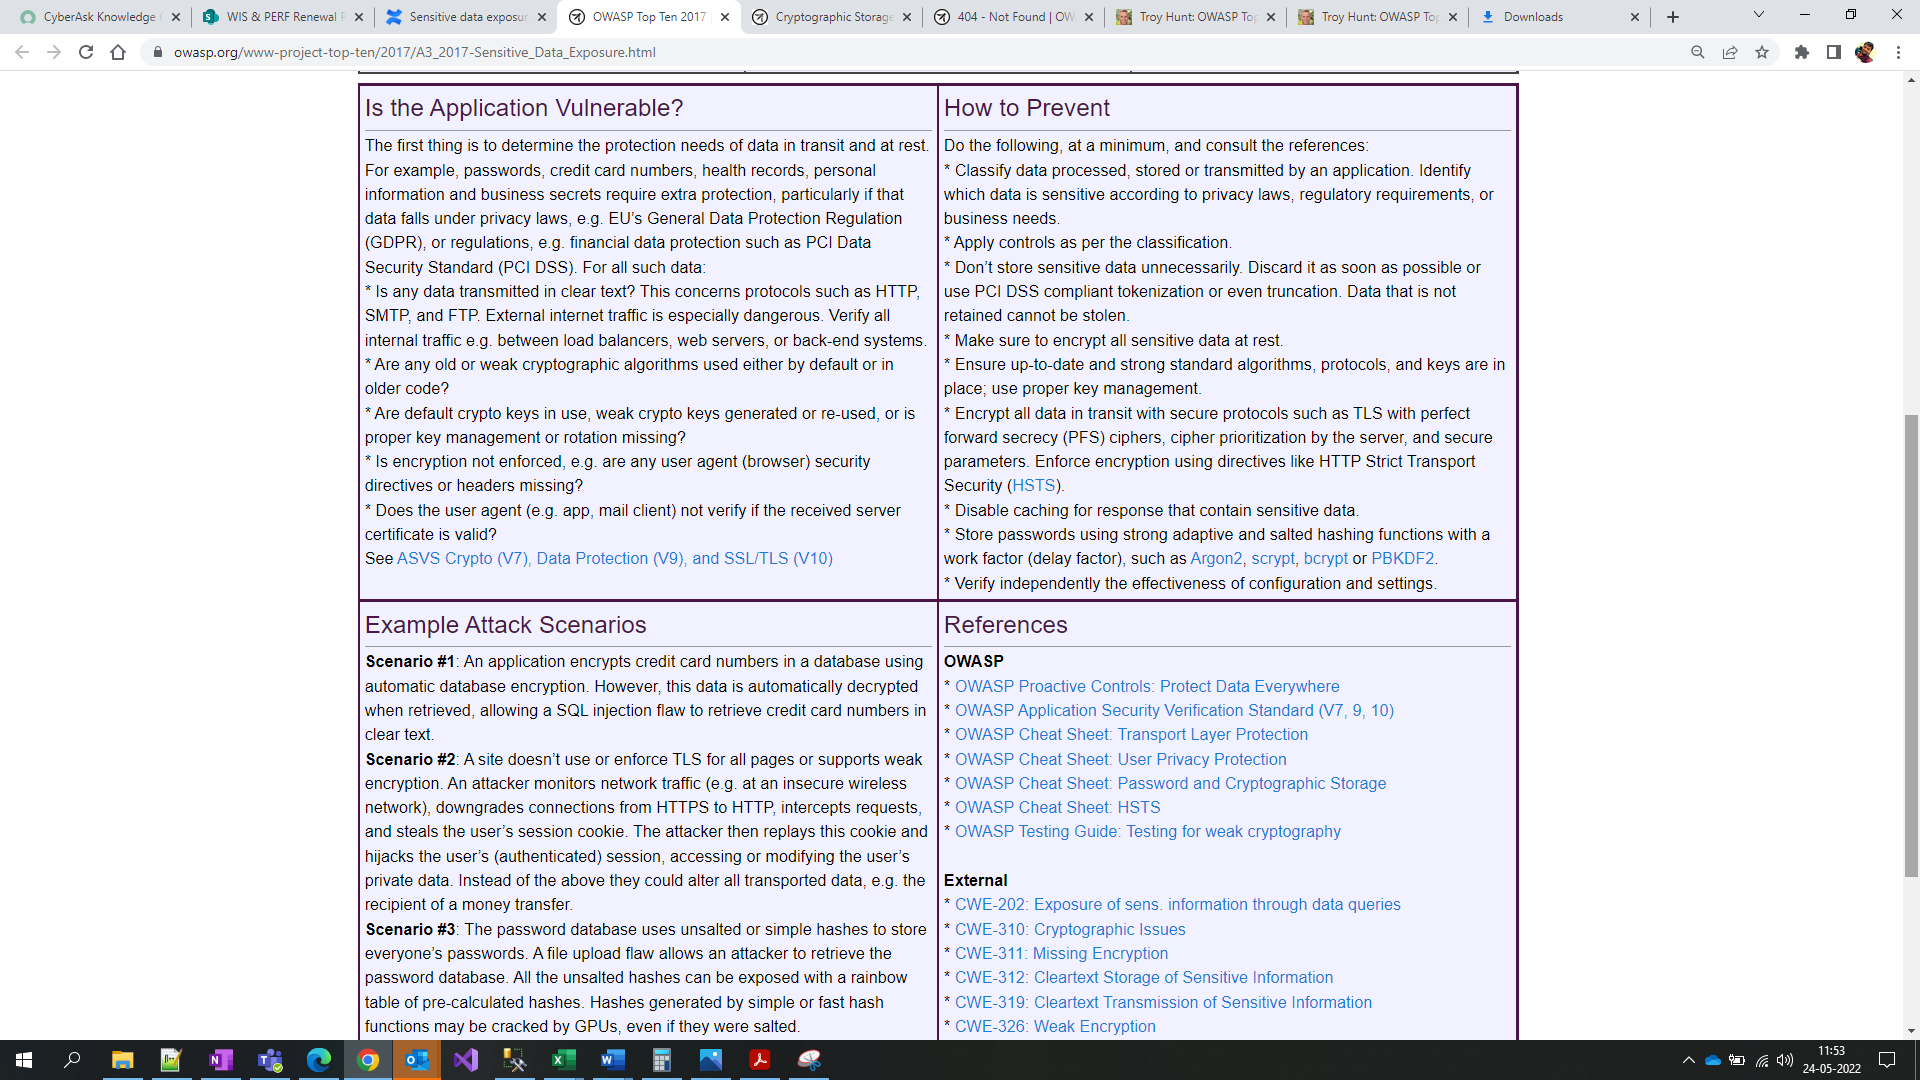 CyberAsk Knowledge
WIS & PERF Renewal
Sensitive data exposur
OWASP Top Ten 2017
Cryptographic Storage
404 - Not Found | OW
Troy Hunt: OWASP Top
Troy Hunt: OWASP Top
Downloads
owasp.org/www-project-top-ten/2017/A3_2017-Sensitive_Data_Exposure.html
Is the Application Vulnerable?
The first thing is to determine the protection needs of data in transit and at rest.
For example, passwords, credit card numbers, health records, personal
information and business secrets require extra protection, particularly if that
data falls under privacy laws, e.g. EU’s General Data Protection Regulation
(GDPR), or regulations, e.g. financial data protection such as PCI Data
Security Standard (PCI DSS). For all such data:
* Is any data transmitted in clear text? This concerns protocols such as HTTP,
SMTP, and FTP. External internet traffic is especially dangerous. Verify all
internal traffic e.g. between load balancers, web servers, or back-end systems.
* Are any old or weak cryptographic algorithms used either by default or in
older code?
* Are default crypto keys in use, weak crypto keys generated or re-used, or is
proper key management or rotation missing?
* Is encryption not enforced, e.g. are any user agent (browser) security
directives or headers missing?
* Does the user agent (e.g. app, mail client) not verify if the received server
certificate is valid?
See ASVS Crypto (V7), Data Protection (V9), and SSL/TLS (V10)
How to Prevent
Do the following, at a minimum, and consult the references:
* Classify data processed, stored or transmitted by an application. Identify
which data is sensitive according to privacy laws, regulatory requirements, or
business needs.
* Apply controls as per the classification.
* Don’t store sensitive data unnecessarily. Discard it as soon as possible or
use PCI DSS compliant tokenization or even truncation. Data that is not
retained cannot be stolen.
* Make sure to encrypt all sensitive data at rest.
* Ensure up-to-date and strong standard algorithms, protocols, and keys are in
place; use proper key management.
* Encrypt all data in transit with secure protocols such as TLS with perfect
forward secrecy (PFS) ciphers, cipher prioritization by the server, and secure
parameters. Enforce encryption using directives like HTTP Strict Transport
Security (HSTS).
* Disable caching for response that contain sensitive data.
* Store passwords using strong adaptive and salted hashing functions with a
work factor (delay factor), such as Argon2, scrypt, bcrypt or PBKDF2.
* Verify independently the effectiveness of configuration and settings.
Example Attack Scenarios
Scenario #1: An application encrypts credit card numbers in a database using
automatic database encryption. However, this data is automatically decrypted
when retrieved, allowing a SQL injection flaw to retrieve credit card numbers in
clear text.
Scenario #2: A site doesn’t use or enforce TLS for all pages or supports weak
encryption. An attacker monitors network traffic (e.g. at an insecure wireless
network), downgrades connections from HTTPS to HTTP, intercepts requests,
and steals the user’s session cookie. The attacker then replays this cookie and
hijacks the user’s (authenticated) session, accessing or modifying the user’s
private data. Instead of the above they could alter all transported data, e.g. the
recipient of a money transfer.
Scenario #3: The password database uses unsalted or simple hashes to store
everyone’s passwords. A file upload flaw allows an attacker to retrieve the
password database. All the unsalted hashes can be exposed with a rainbow
table of pre-calculated hashes. Hashes generated by simple or fast hash
functions may be cracked by GPUs, even if they were salted.
References
OWASP
* OWASP Proactive Controls: Protect Data Everywhere
* OWASP Application Security Verification Standard (V7, 9, 10)
* OWASP Cheat Sheet: Transport Layer Protection
* OWASP Cheat Sheet: User Privacy Protection
* OWASP Cheat Sheet: Password and Cryptographic Storage
* OWASP Cheat Sheet: HSTS
* OWASP Testing Guide: Testing for weak cryptography
External
* CWE-202: Exposure of sens. information through data queries
* CWE-310: Cryptographic Issues
* CWE-311: Missing Encryption
* CWE-312: Cleartext Storage of Sensitive Information
* CWE-319: Cleartext Transmission of Sensitive Information
* CWE-326: Weak Encryption
11:53
24-05-2022